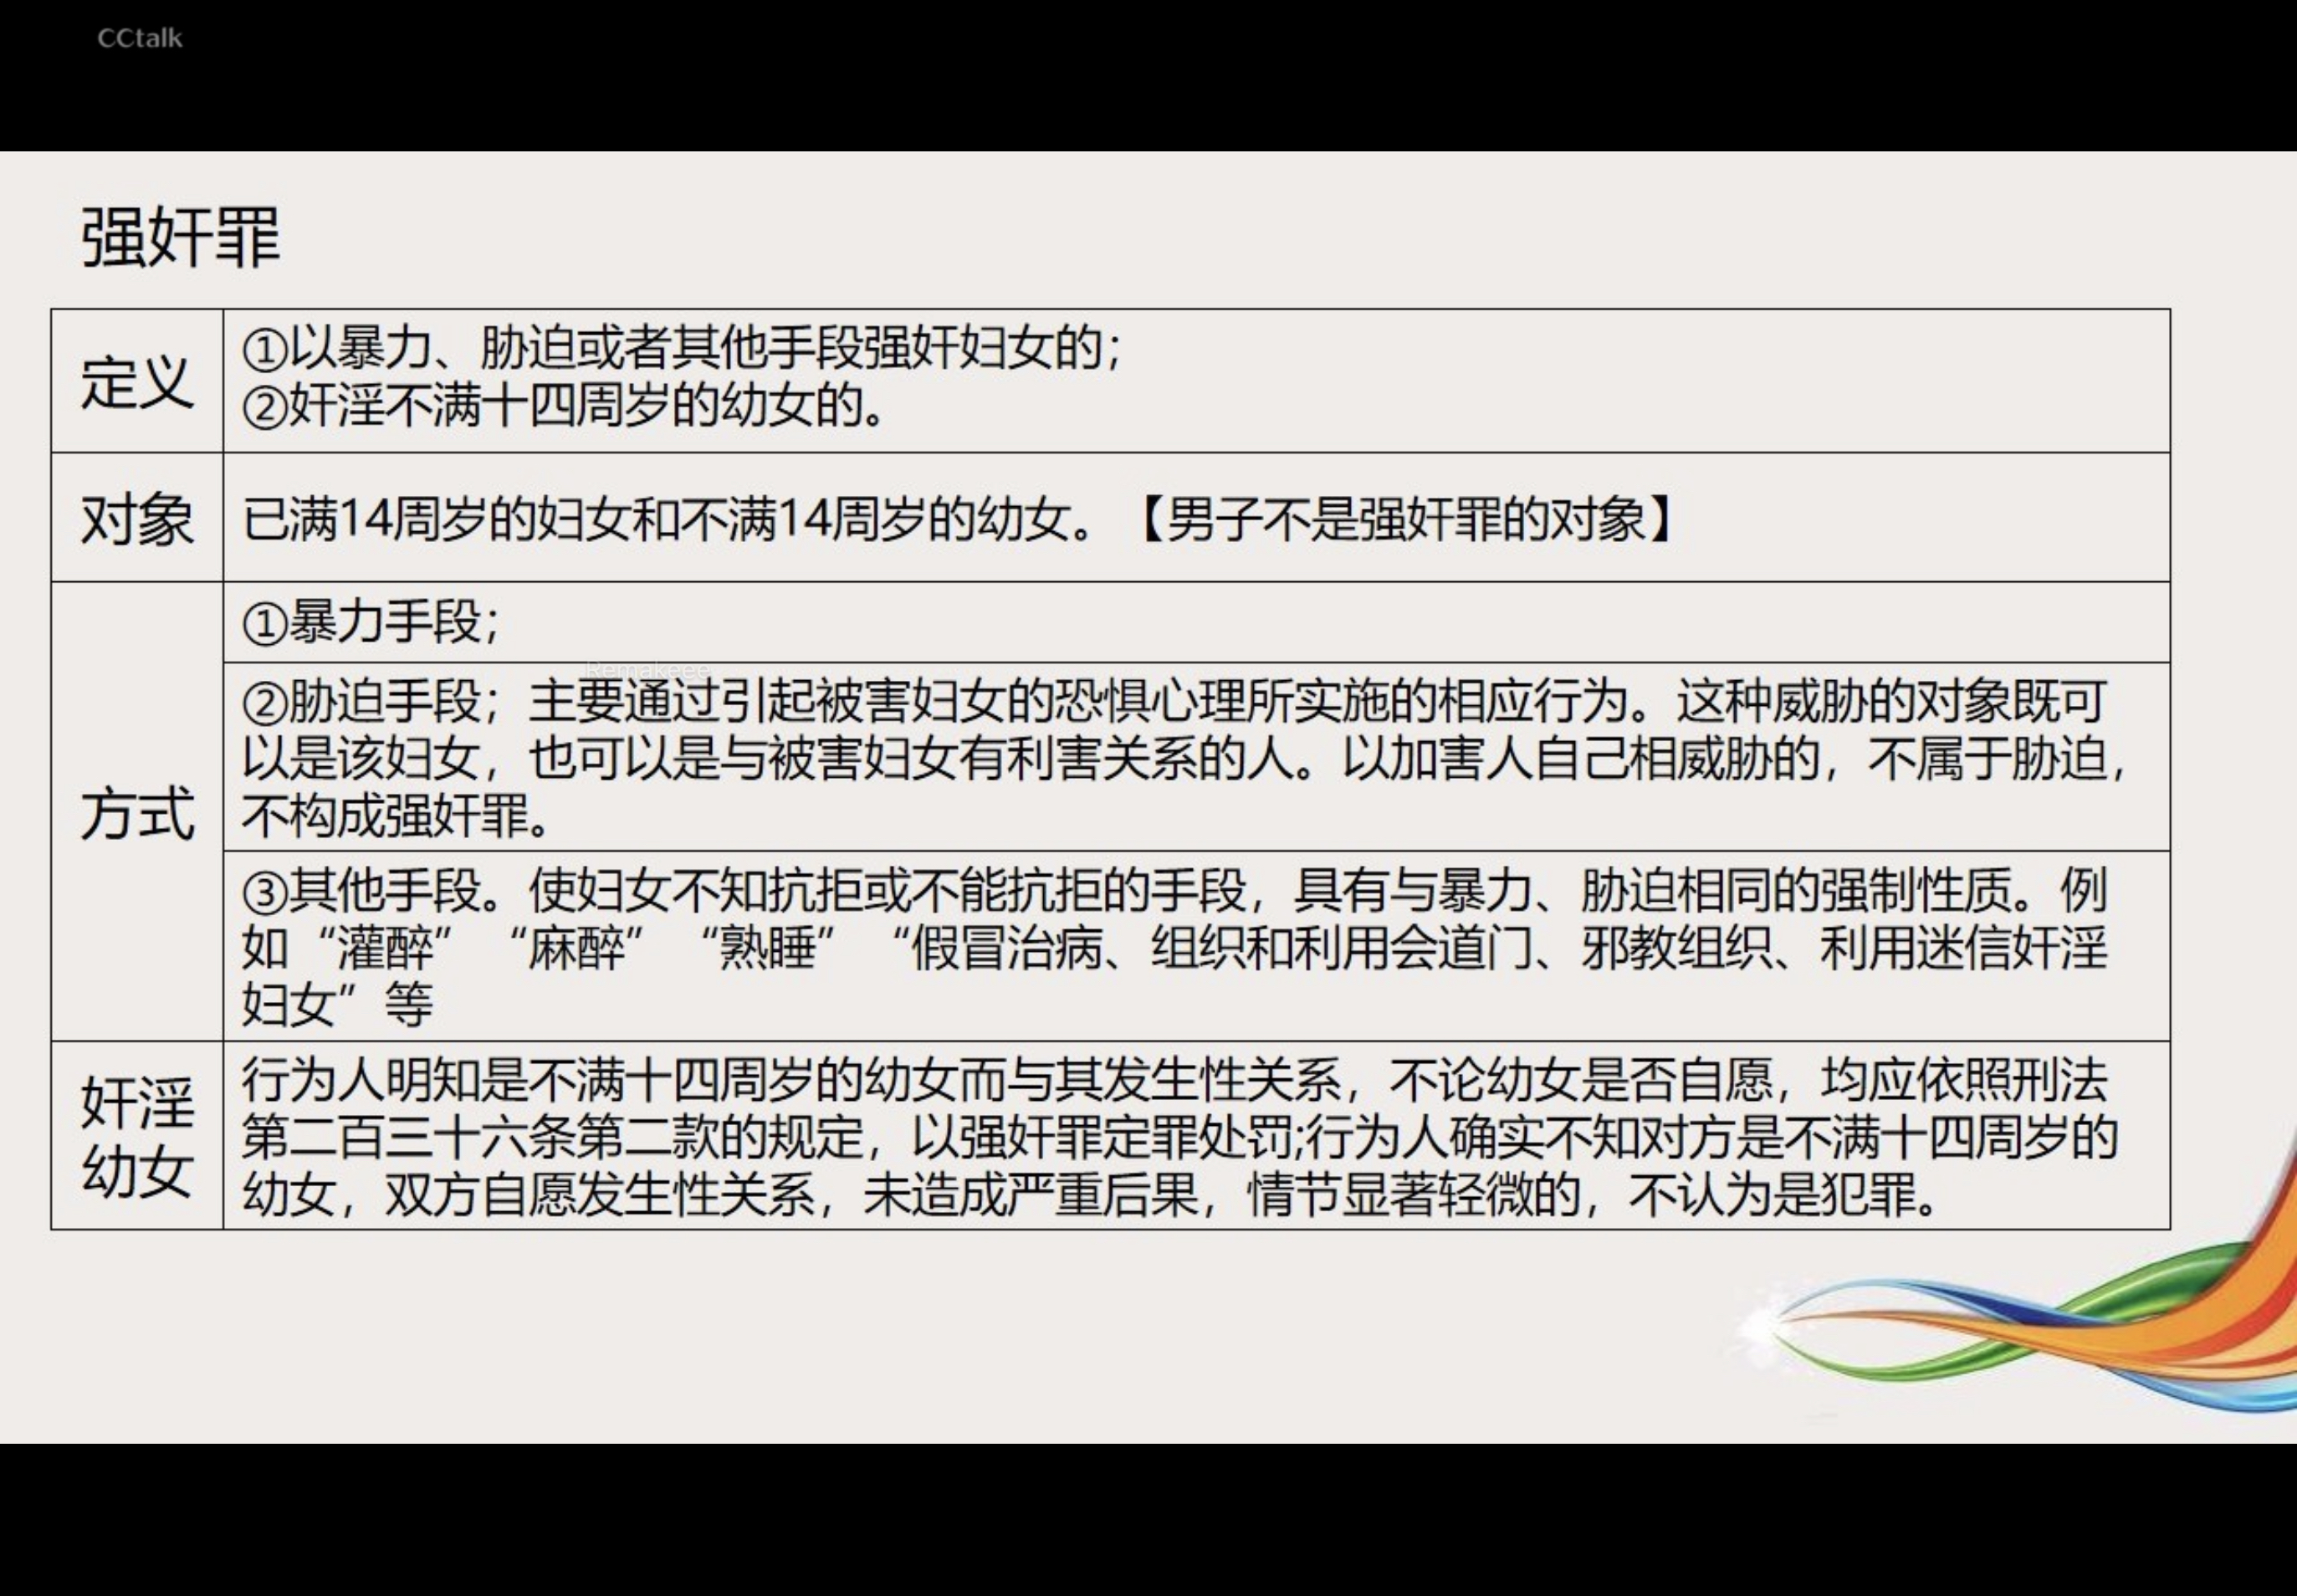 CCtalk
强奸罪
定义
①以暴力、胁迫或者其他手段强奸妇女的；
②奸淫不满十四周岁的幼女的。
对象
已满14周岁的妇女和不满14周岁的幼女。【男子不是强奸罪的对象】
方式
①暴力手段；
Remakeee
②胁迫手段；主要通过引起被害妇女的恐惧心理所实施的相应行为。这种威胁的对象既可
以是该妇女，也可以是与被害妇女有利害关系的人。以加害人自己相威胁的，不属于胁迫，
不构成强奸罪。
③其他手段。使妇女不知抗拒或不能抗拒的手段，具有与暴力、胁迫相同的强制性质。例
如“灌醉”“麻醉”“熟睡”“假冒治病、组织和利用会道门、邪教组织、利用迷信奸淫
妇女”等
奸淫
幼女
行为人明知是不满十四周岁的幼女而与其发生性关系，不论幼女是否自愿，均应依照刑法
第二百三十六条第二款的规定，以强奸罪定罪处罚;行为人确实不知对方是不满十四周岁的
幼女，双方自愿发生性关系，未造成严重后果，情节显著轻微的，不认为是犯罪。